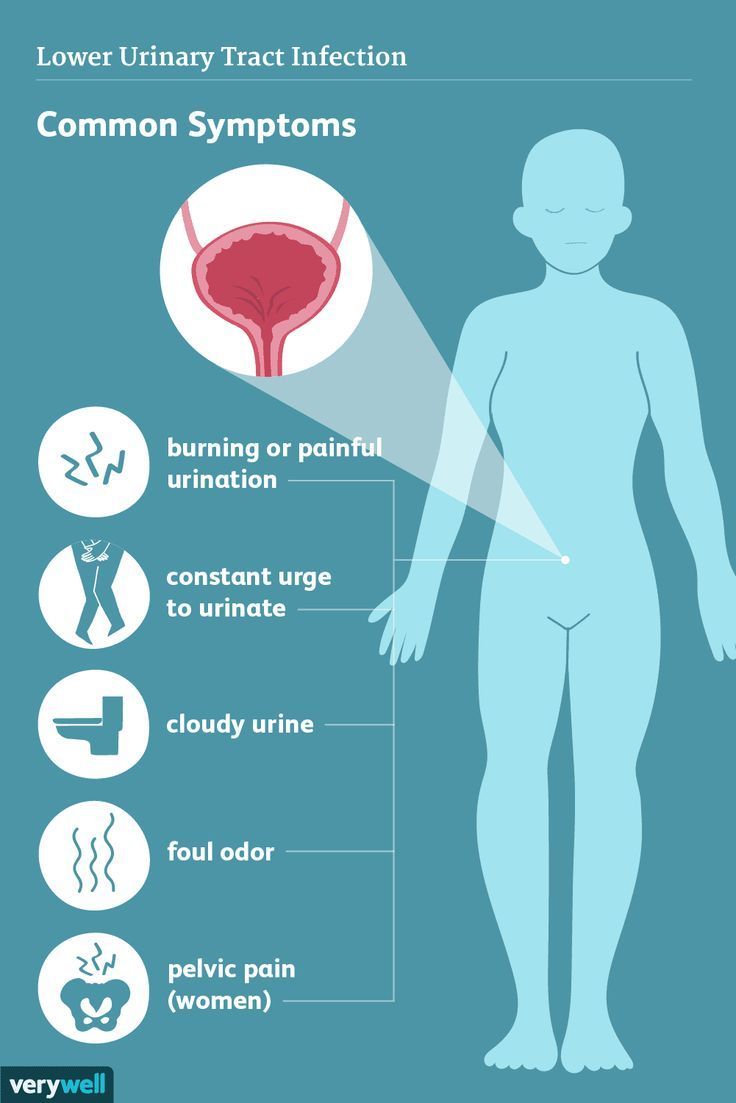 Lower Urinary Tract Infection
Common Symptoms
burning or painful
urination
constant urge
to urinate
cloudy urine
foul odor
pelvic pain
(women)
verywell